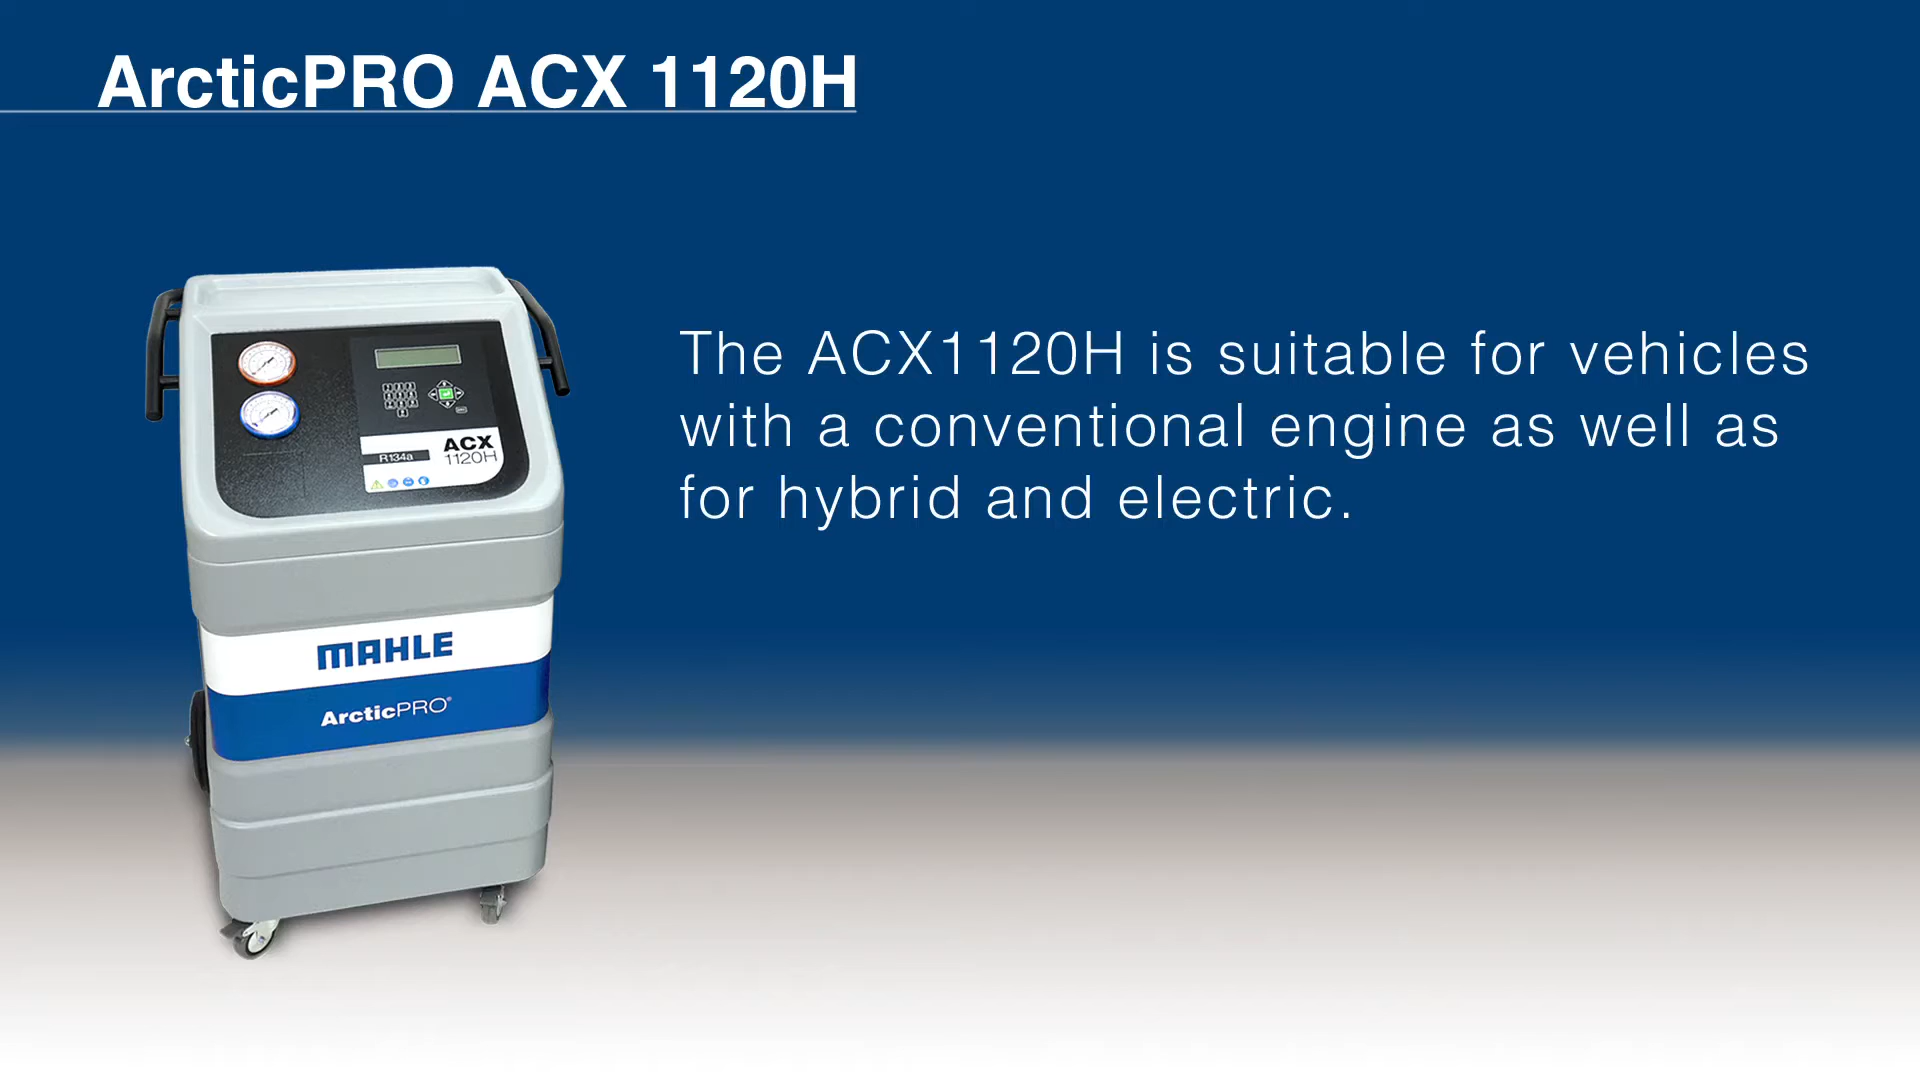 ArcticPRO ACX 1120H
The ACX1120H is suitable for vehicles
with a conventional engine as well as
for hybrid and electric.
ACX
1120H
R134a
MAHLE
ArcticPRO®